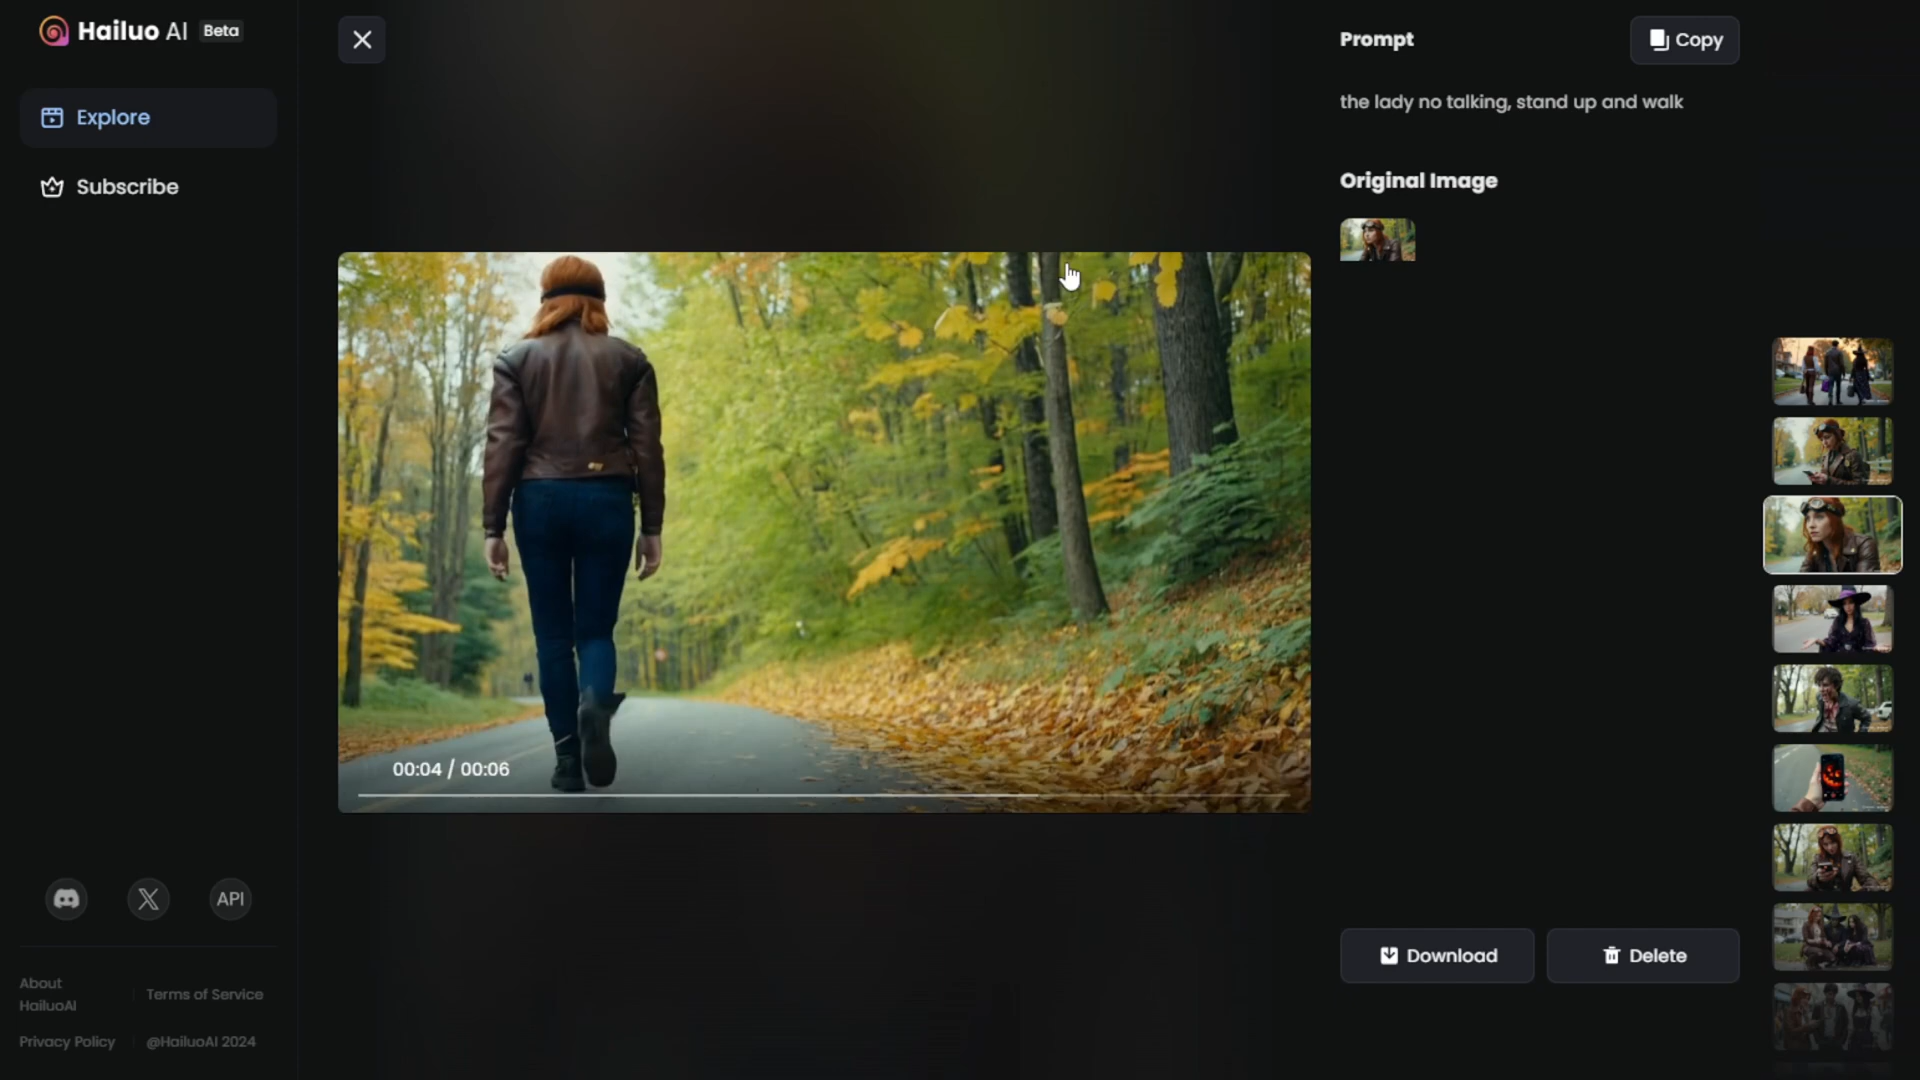 Hailuo AI Beta
Explore
Subscribe
API
About
HailuoAI
Terms of Service
Privacy Policy
@HailuoAI 2024
00:04 / 00:06
Prompt
Copy
the lady no talking, stand up and walk
Original Image
Download
Delete